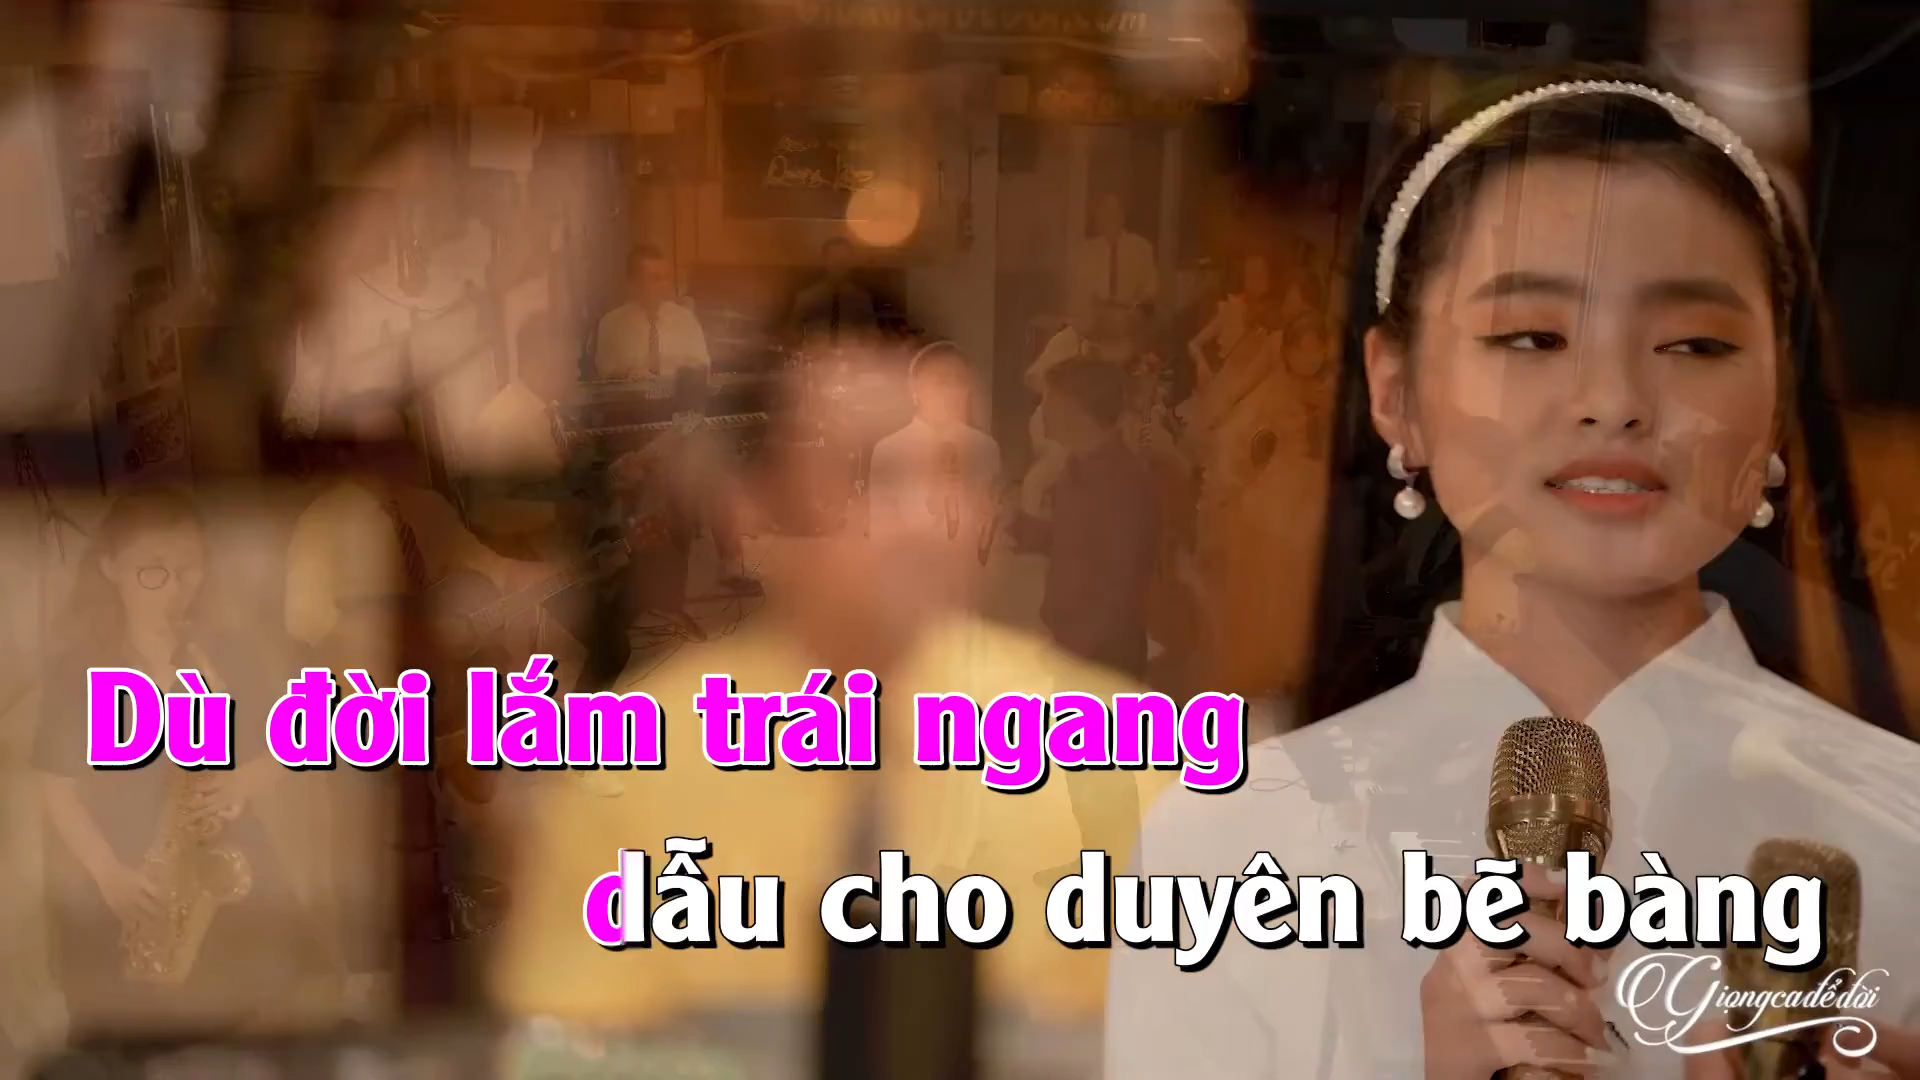 Dù đời lắm trái ngang
dẫu cho duyên bẽ bàng
Giọngcađểđời